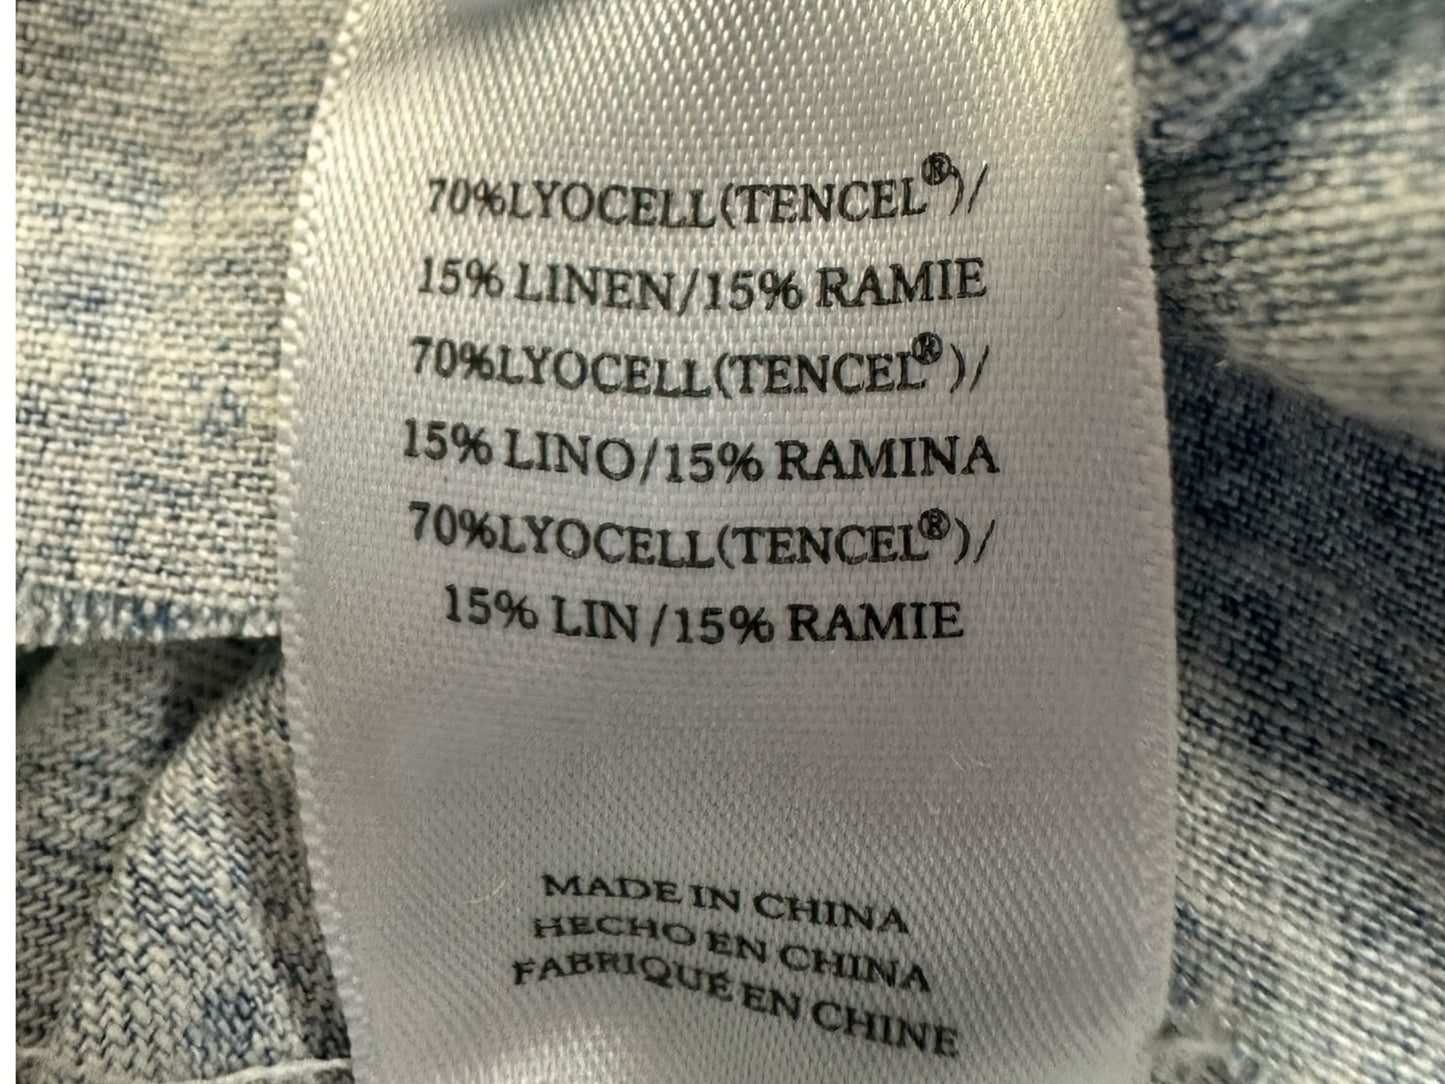 70%LYOCELL(TENCEL®)/
15% LINEN/15% RAMIE
70%LYOCELL(TENCEL®)/
15% LINO/15% RAMINA
70%LYOCELL(TENCEL®)/
15% LIN/15% RAMIE
MADE IN CHINA
HECHO EN CHINA
FABRIQUÉ EN CHINE